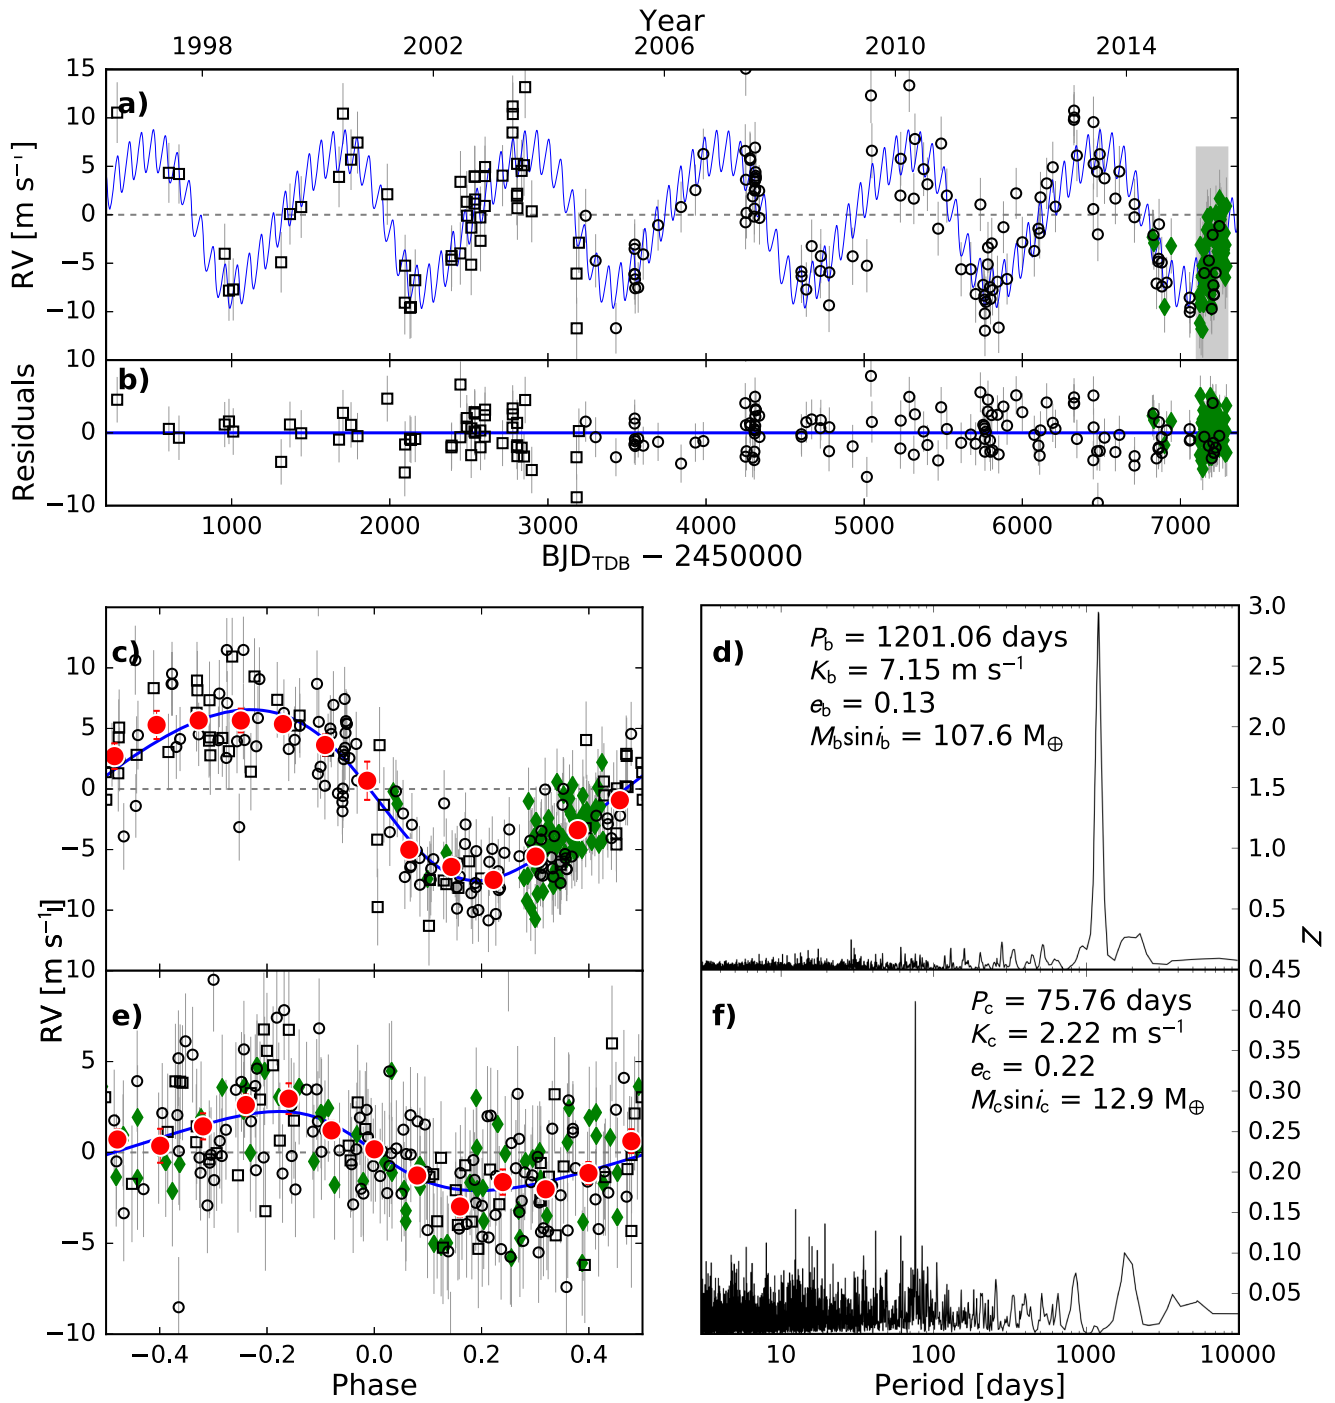 Year
1998 2002 2006 2010 2014
a)
RV [m s⁻¹]
15
10
5
0
−5
−10
10
b)
Residuals
0
−10
1000 2000 3000 4000 5000 6000 7000
BJD_TDB − 2450000
c)
10
5
0
−5
−10
10
RV [m s⁻¹]
e)
5
0
−5
−10
−0.4 −0.2 0.0 0.2 0.4
Phase
d)
P_b = 1201.06 days
K_b = 7.15 m s⁻¹
e_b = 0.13
M_b sin i_b = 107.6 M_⊕
3.0
2.5
2.0
1.5
1.0
0.5
Z
0.45
f)
P_c = 75.76 days
K_c = 2.22 m s⁻¹
e_c = 0.22
M_c sin i_c = 12.9 M_⊕
0.40
0.35
0.30
0.25
0.20
0.15
0.10
0.05
10 100 1000 10000
Period [days]